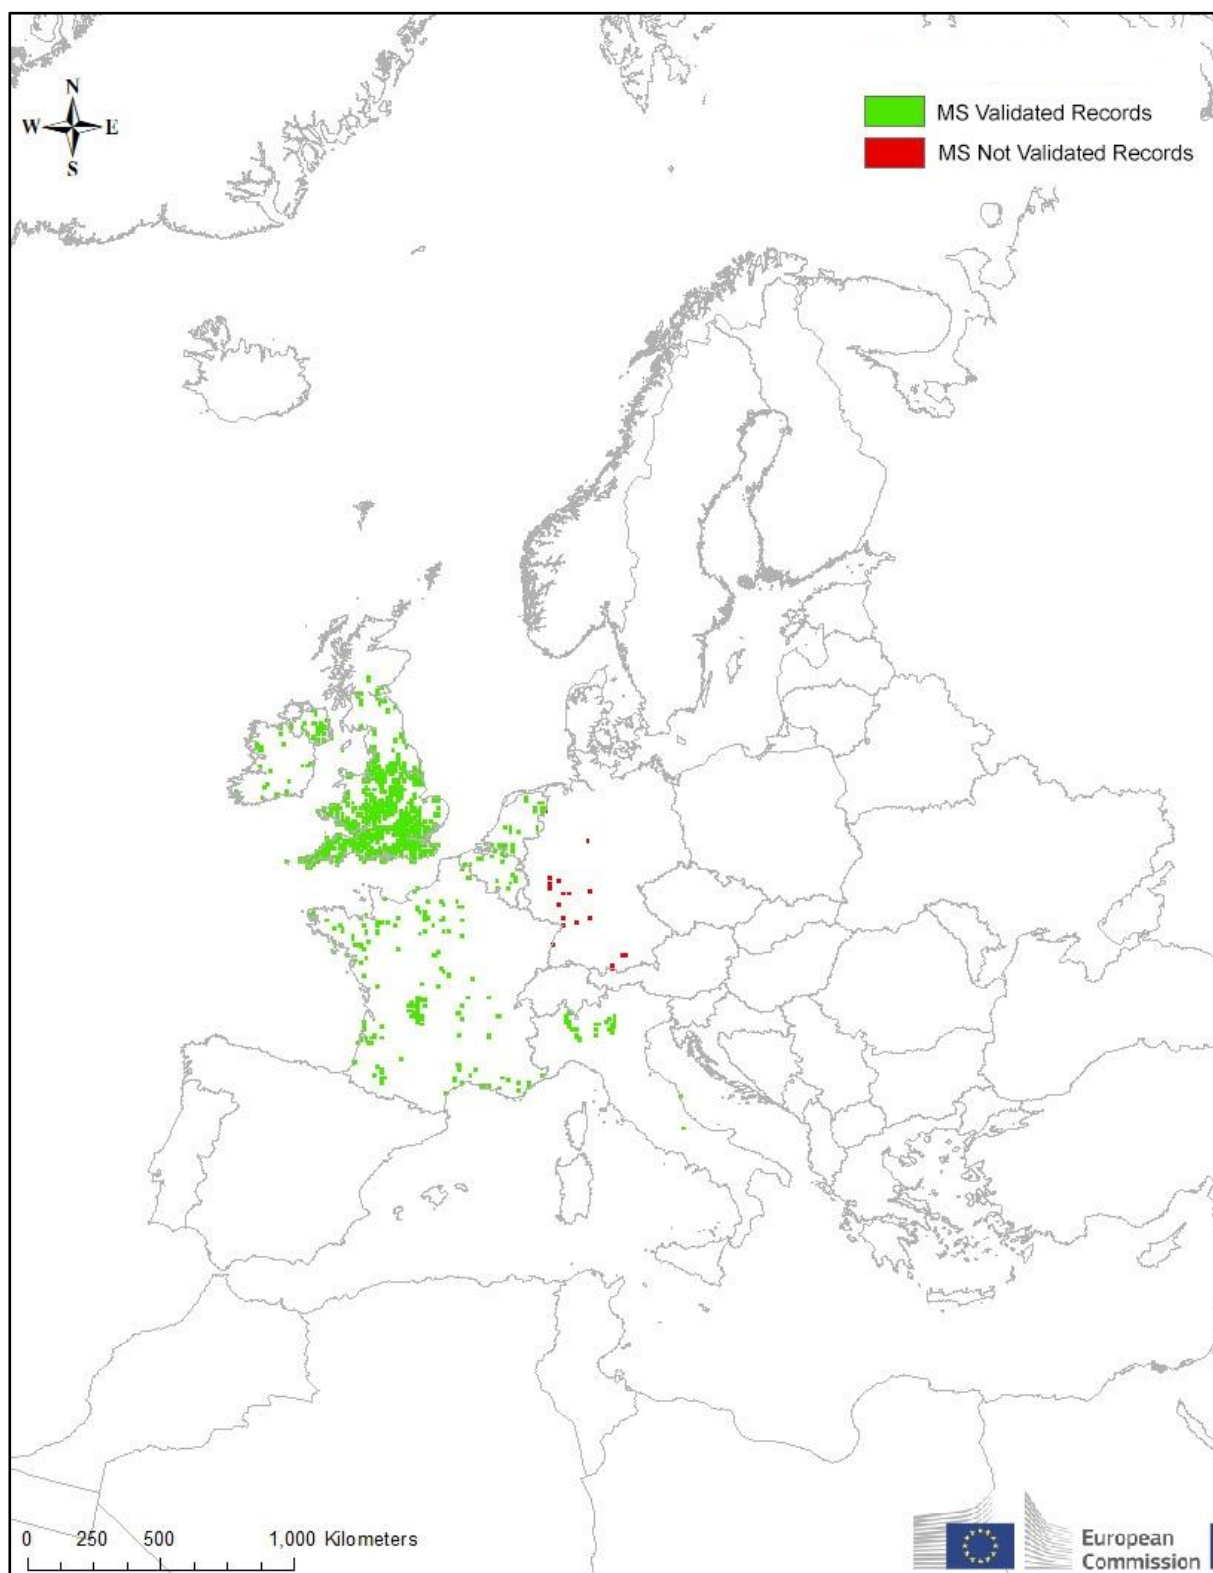 N
W E
S
MS Validated Records
MS Not Validated Records
0 250 500 1,000 Kilometers
European
Commission